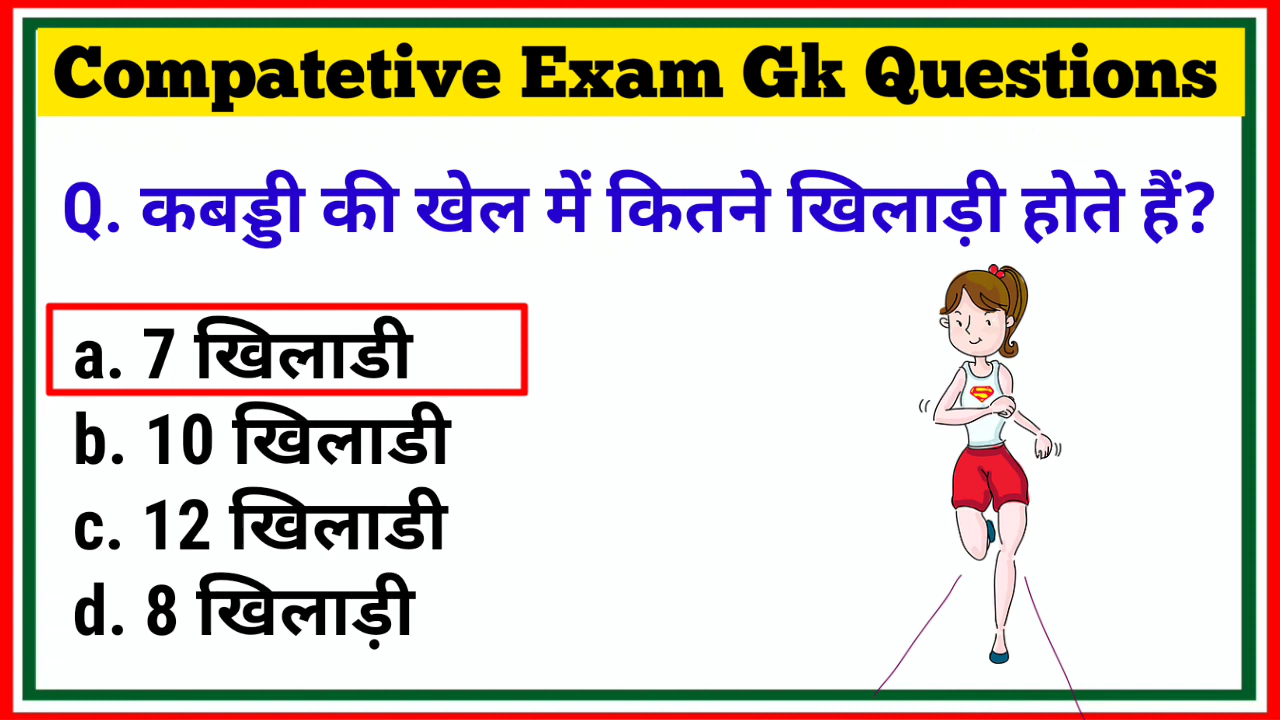 Compatetive Exam Gk Questions
Q. कबड्डी की खेल में कितने खिलाड़ी होते हैं?
a. 7 खिलाडी
b. 10 खिलाडी
c. 12 खिलाडी
d. 8 खिलाड़ी